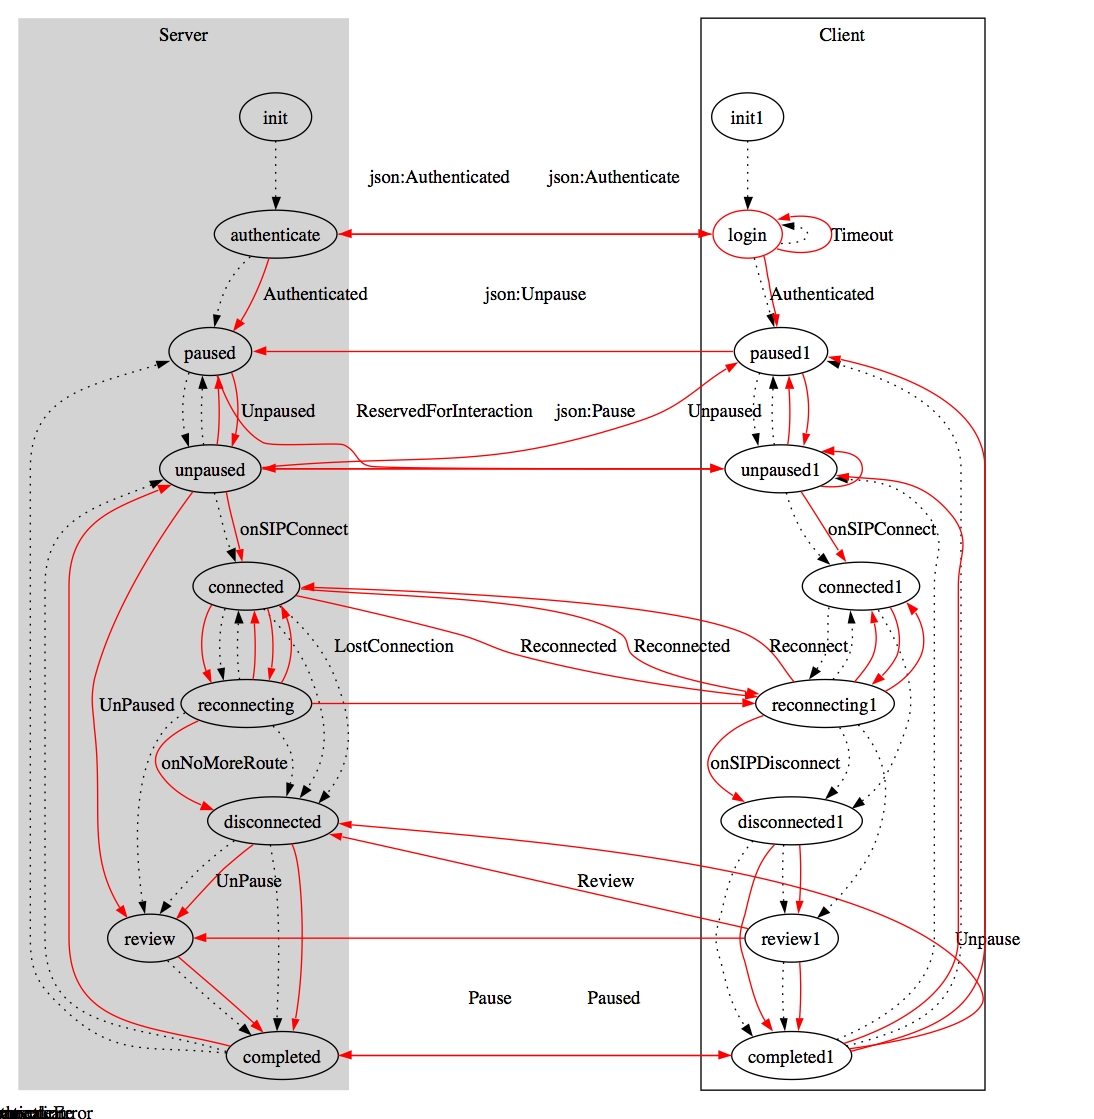 Server
Client
init
init1
json:Authenticated
json:Authenticate
authenticate
login
Timeout
Authenticated
json:Unpause
Authenticated
paused
paused1
Unpaused
ReservedForInteraction
json:Pause
Unpaused
unpaused
unpaused1
onSIPConnect
onSIPConnect
connected
connected1
LostConnection
Reconnected
Reconnected
Reconnect
UnPaused
reconnecting
reconnecting1
onNoMoreRoute
onSIPDisconnect
disconnected
disconnected1
UnPause
Review
review
review1
Unpause
Pause
Paused
completed
completed1